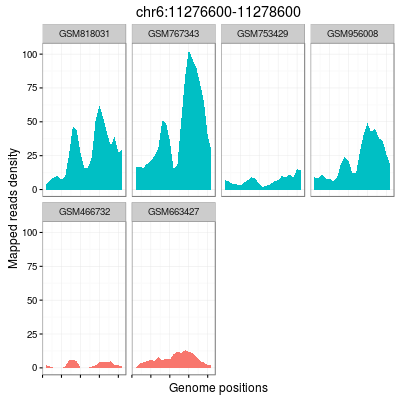 chr6:11276600-11278600
GSM818031 GSM767343 GSM753429 GSM956008
100
75
50
25
0
GSM466732 GSM663427
100
75
50
25
0
Mapped reads density
Genome positions